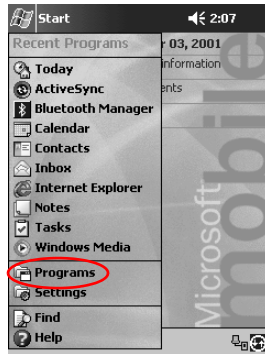 Start 2:07
Recent Programs r 03, 2001
Today
information
ActiveSync
ents
Bluetooth Manager
Calendar
Contacts
Inbox
Internet Explorer
Notes
Tasks
Windows Media
Programs
Settings
Find
Help
Microsoft
mobile